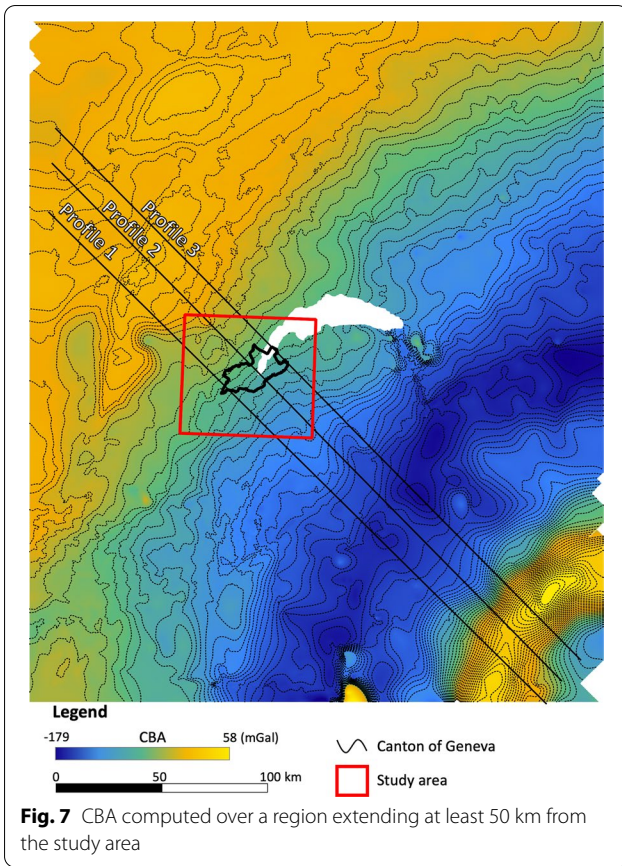 Profile 3
Profile 2
Profile 1
Legend
-179 CBA 58 (mGal)
0 50 100 km
Canton of Geneva
Study area
Fig. 7 CBA computed over a region extending at least 50 km from
the study area